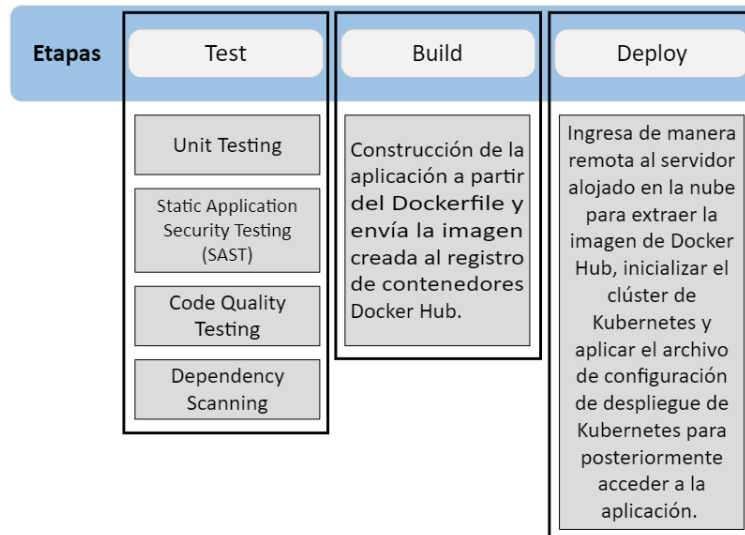 Etapas
Test
Build
Deploy
Unit Testing
Static Application
Security Testing
(SAST)
Code Quality
Testing
Dependency
Scanning
Construcción de la
aplicación a partir
del Dockerfile y
envía la imagen
creada al registro
de contenedores
Docker Hub.
Ingresa de manera
remota al servidor
alojado en la nube
para extraer la
imagen de Docker
Hub, inicializar el
clúster de
Kubernetes y
aplicar el archivo
de configuración
de despliegue de
Kubernetes para
posteriormente
acceder a la
aplicación.